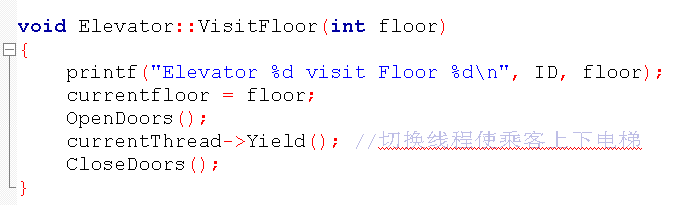 void Elevator::VisitFloor(int floor)
{
printf("Elevator %d visit Floor %d\n", ID, floor);
currentfloor = floor;
OpenDoors();
currentThread->Yield(); //切换线程使乘客上下电梯
CloseDoors();
}